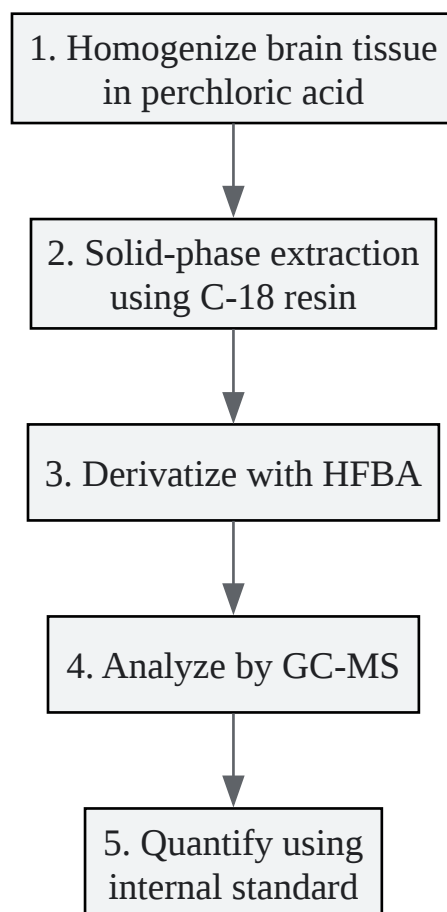 1. Homogenize brain tissue
in perchloric acid
2. Solid-phase extraction
using C-18 resin
3. Derivatize with HFBA
4. Analyze by GC-MS
5. Quantify using
internal standard